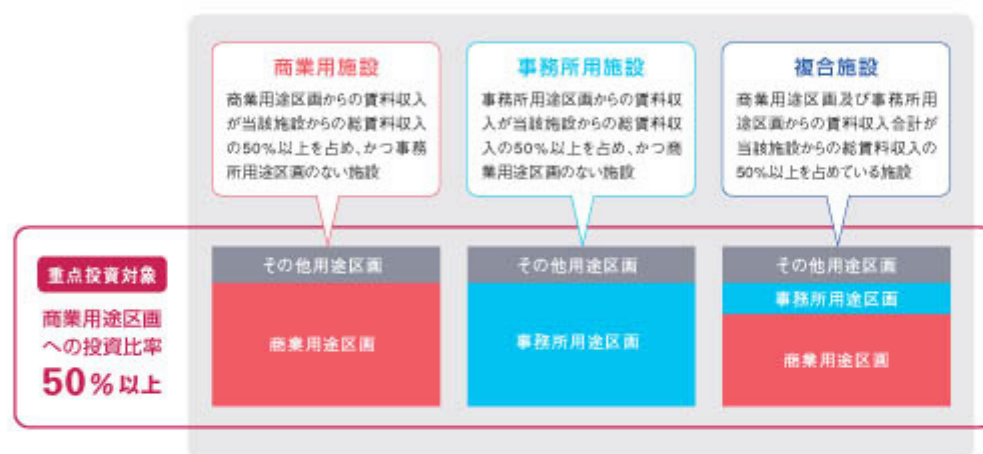 商業用施設
商業用途区画からの賃料収入
が当該施設からの総賃料収入
の50%以上を占め、かつ事務
所用途区画のない施設
事務所用施設
事務所用途区画からの賃料収
入が当該施設からの総賃料収
入の50%以上を占め、かつ商
業用途区画のない施設
複合施設
商業用途区画及び事務所用
途区画からの賃料収入合計が
当該施設からの総賃料収入の
50%以上を占めている施設
重点投資対象
商業用途区画
への投資比率
50%以上
その他用途区画
商業用途区画
その他用途区画
事務所用途区画
その他用途区画
事務所用途区画
商業用途区画